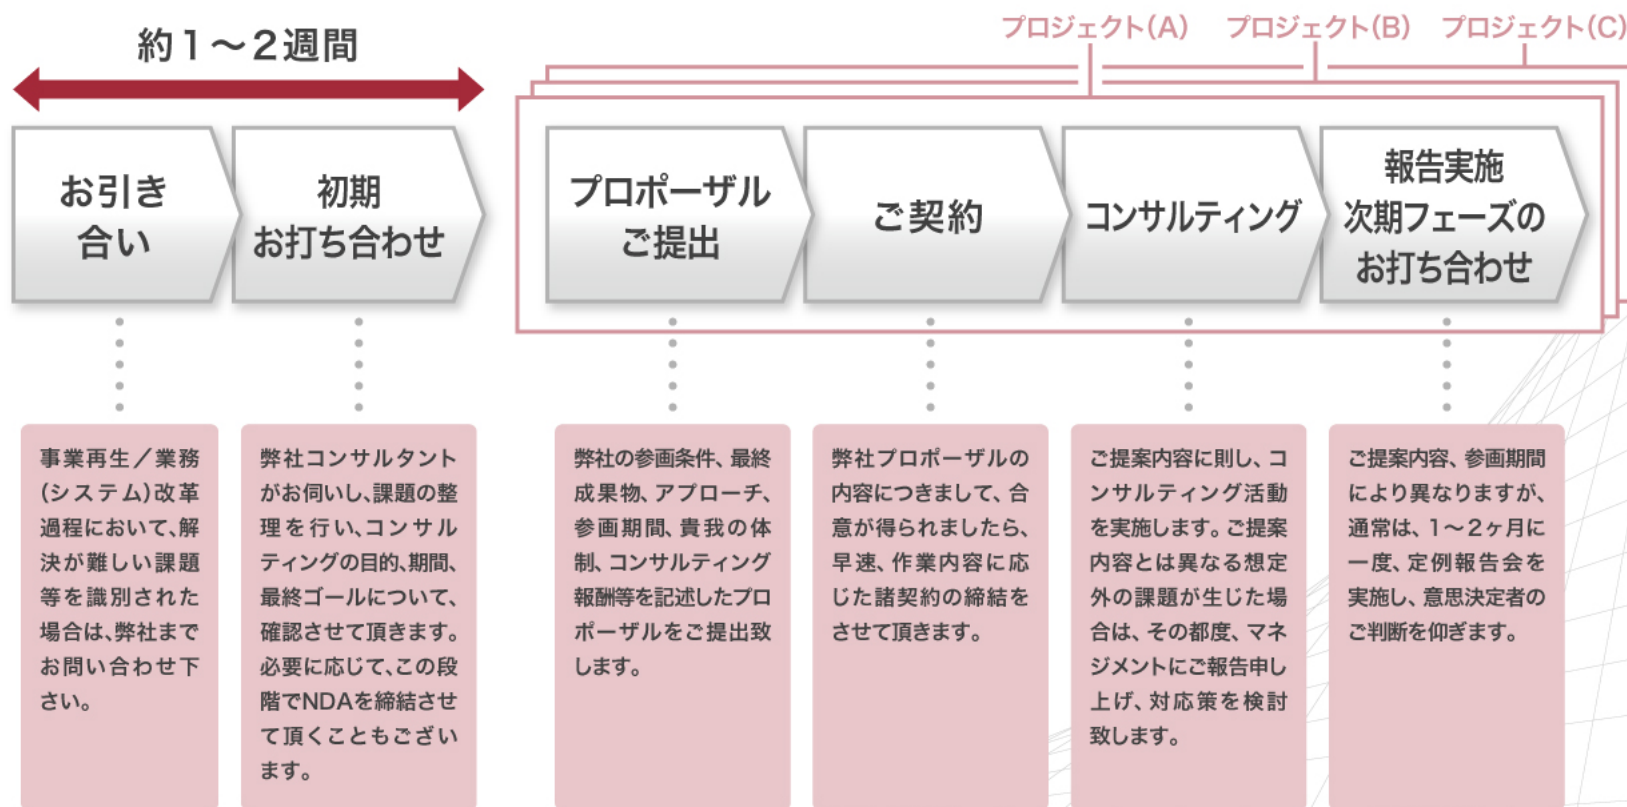 約1～2週間
プロジェクト(A)
プロジェクト(B)
プロジェクト(C)
お引き
合い
初期
お打ち合わせ
プロポーザル
ご提出
ご契約
コンサルティング
報告実施
次期フェーズの
お打ち合わせ
事業再生／業務
(システム)改革
過程において、解
決が難しい課題
等を識別された
場合は、弊社まで
お問い合わせ下
さい。
弊社コンサルタント
がお伺いし、課題の整
理を行い、コンサル
ティングの目的、期間、
最終ゴールについて、
確認させて頂きます。
必要に応じて、この段
階でNDAを締結させ
て頂くこともござい
ます。
弊社の参画条件、最終
成果物、アプローチ、
参画期間、貴我の体
制、コンサルティング
報酬等を記述したプロ
ポーザルをご提出致
します。
弊社プロポーザルの
内容につきまして、合
意が得られましたら、
早速、作業内容に応
じた諸契約の締結を
させて頂きます。
ご提案内容に則し、コ
ンサルティング活動
を実施します。ご提案
内容とは異なる想定
外の課題が生じた場
合は、その都度、マネ
ジメントにご報告申し
上げ、対応策を検討
致します。
ご提案内容、参画期間
により異なりますが、
通常は、1～2ヶ月に
一度、定例報告会を
実施し、意思決定者の
ご判断を仰ぎます。